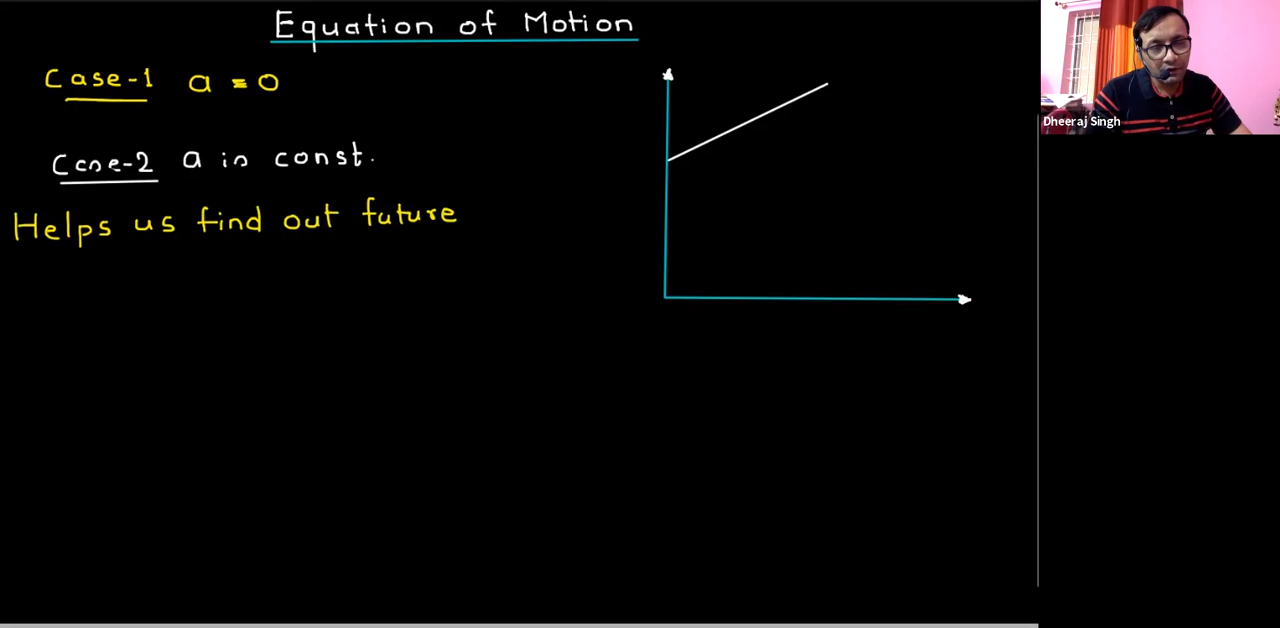 Equation of Motion
Case-1 a = 0
Case-2 a is const.
Helps us find out future
Dheeraj Singh